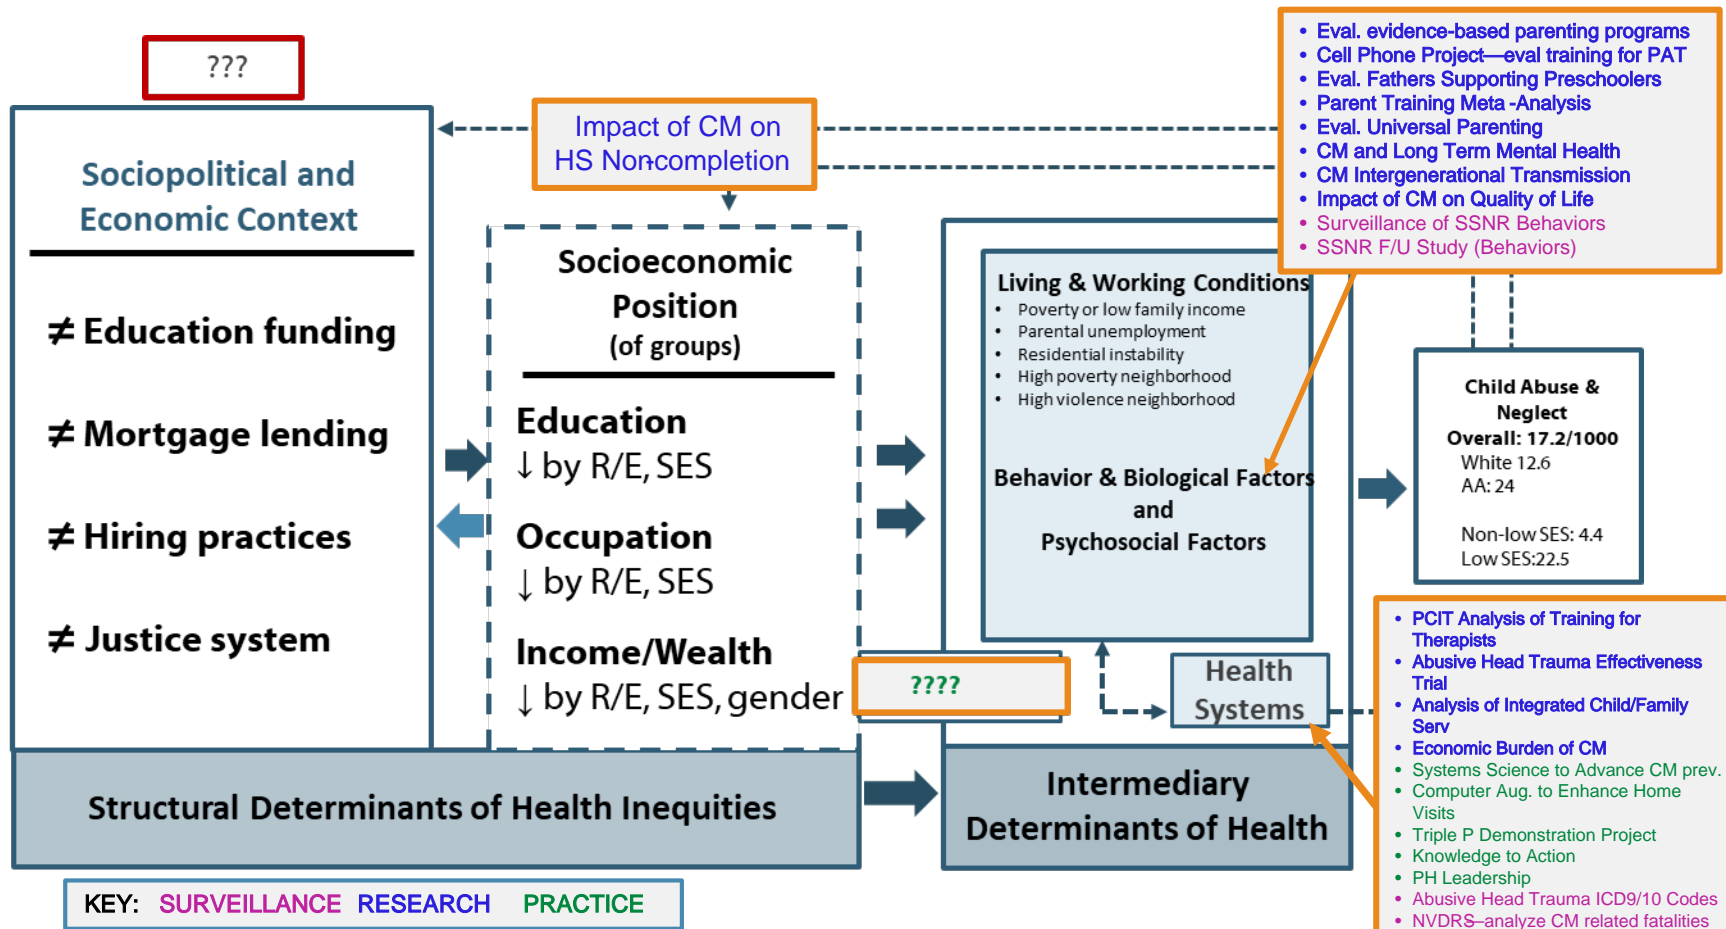 ???
Sociopolitical and
Economic Context
≠ Education funding
≠ Mortgage lending
≠ Hiring practices
≠ Justice system
Impact of CM on
HS Non-completion
Socioeconomic
Position
(of groups)
Education
↓ by R/E, SES
Occupation
↓ by R/E, SES
Income/Wealth
↓ by R/E, SES, gender
????
Structural Determinants of Health Inequities
• Eval. evidence-based parenting programs
• Cell Phone Project—eval training for PAT
• Eval. Fathers Supporting Preschoolers
• Parent Training Meta -Analysis
• Eval. Universal Parenting
• CM and Long Term Mental Health
• CM Intergenerational Transmission
• Impact of CM on Quality of Life
• Surveillance of SSNR Behaviors
• SSNR F/U Study (Behaviors)
Living & Working Conditions
• Poverty or low family income
• Parental unemployment
• Residential instability
• High poverty neighborhood
• High violence neighborhood
Behavior & Biological Factors
and
Psychosocial Factors
Health
Systems
Intermediary
Determinants of Health
Child Abuse &
Neglect
Overall: 17.2/1000
White 12.6
AA: 24
Non-low SES: 4.4
Low SES:22.5
• PCIT Analysis of Training for
Therapists
• Abusive Head Trauma Effectiveness
Trial
• Analysis of Integrated Child/Family
Serv
• Economic Burden of CM
• Systems Science to Advance CM prev.
• Computer Aug. to Enhance Home
Visits
• Triple P Demonstration Project
• Knowledge to Action
• PH Leadership
• Abusive Head Trauma ICD9/10 Codes
• NVDRS–analyze CM related fatalities
KEY: SURVEILLANCE RESEARCH PRACTICE